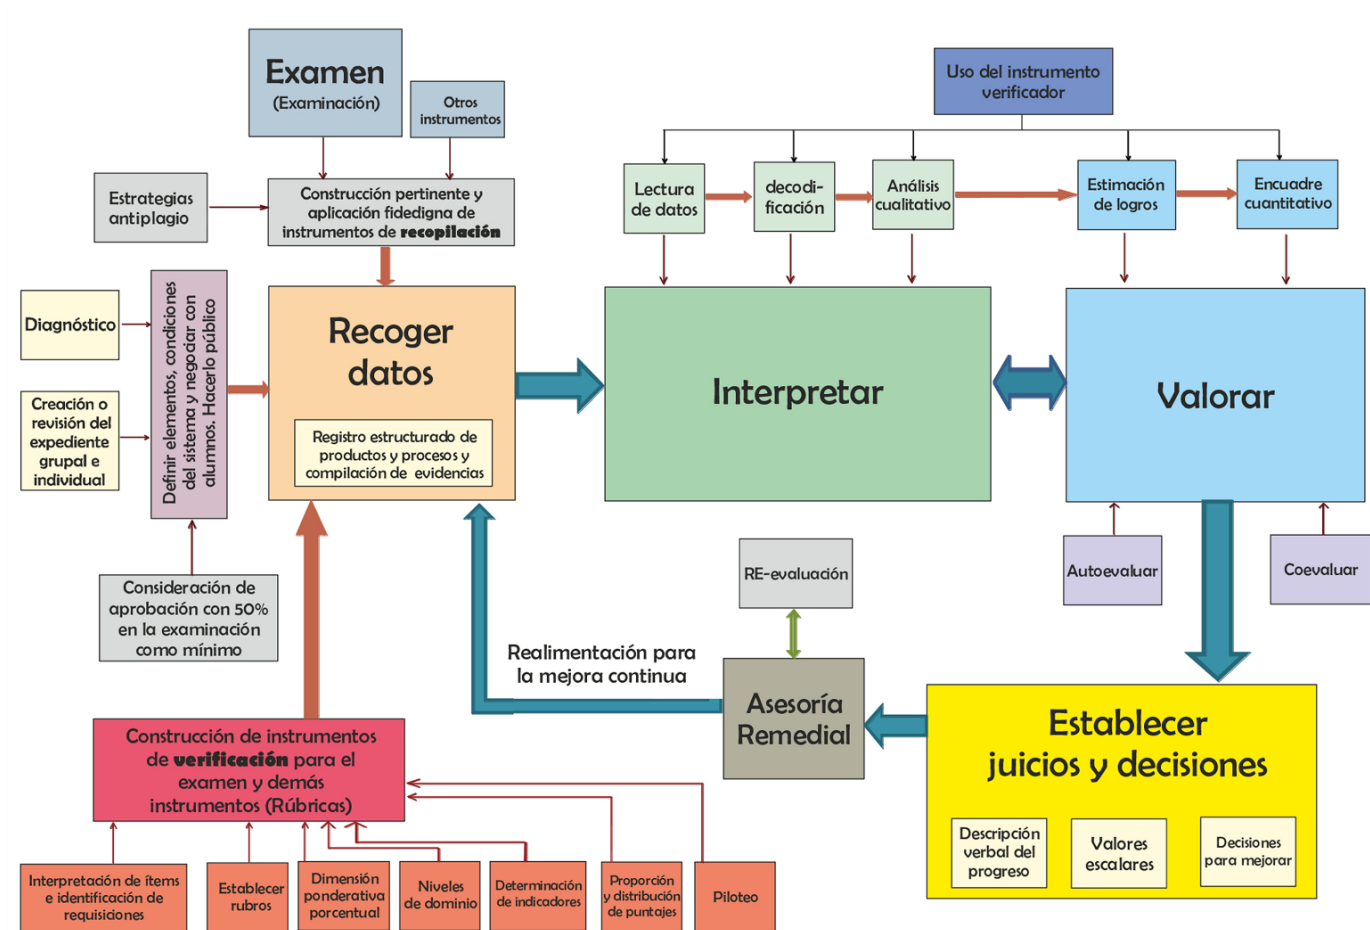 Examen
(Examinación)
Otros
instrumentos
Uso del instrumento
verificador
Estrategias
antiplagio
Construcción pertinente y
aplicación fidedigna de
instrumentos de recopilación
Lectura
de datos
decodi-
ficación
Análisis
cualitativo
Estimación
de logros
Encuadre
cuantitativo
Diagnóstico
Creación o
revisión del
expediente
grupal e
individual
Definir elementos, condiciones
del sistema y negociar con
alumnos. Hacerlo público
Recoger
datos
Registro estructurado de
productos y procesos y
compilación de evidencias
Interpretar
Valorar
Consideración de
aprobación con 50%
en la examinación
como mínimo
RE-evaluación
Autoevaluar
Coevaluar
Realimentación para
la mejora continua
Asesoría
Remedial
Establecer
juicios y decisiones
Descripción
verbal del
progreso
Valores
escalares
Decisiones
para mejorar
Construcción de instrumentos
de verificación para el
examen y demás
instrumentos (Rúbricas)
Interpretación de ítems
e identificación de
requisiciones
Establecer
rubros
Dimensión
ponderativa
porcentual
Niveles
de dominio
Determinación
de indicadores
Proporción
y distribución
de puntajes
Piloteo